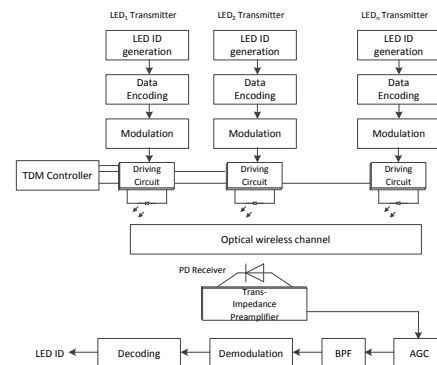 LED₁ Transmitter
LED₂ Transmitter
LEDₙ Transmitter
LED ID
generation
LED ID
generation
LED ID
generation
Data
Encoding
Data
Encoding
Data
Encoding
Modulation
Modulation
Modulation
TDM Controller
Driving
Circuit
Driving
Circuit
Driving
Circuit
Optical wireless channel
PD Receiver
Trans-
Impedance
Preamplifier
LED ID
Decoding
Demodulation
BPF
AGC